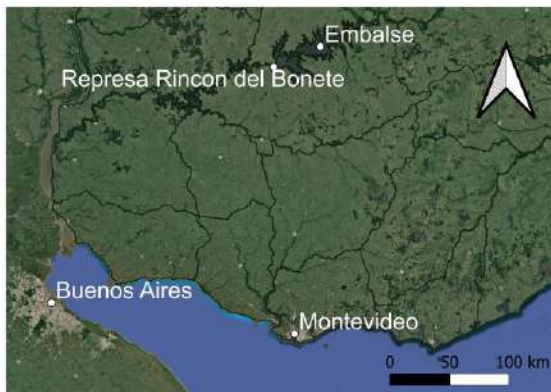 Embalse
Represa Rincon del Bonete
Buenos Aires
Montevideo
0 50 100 km